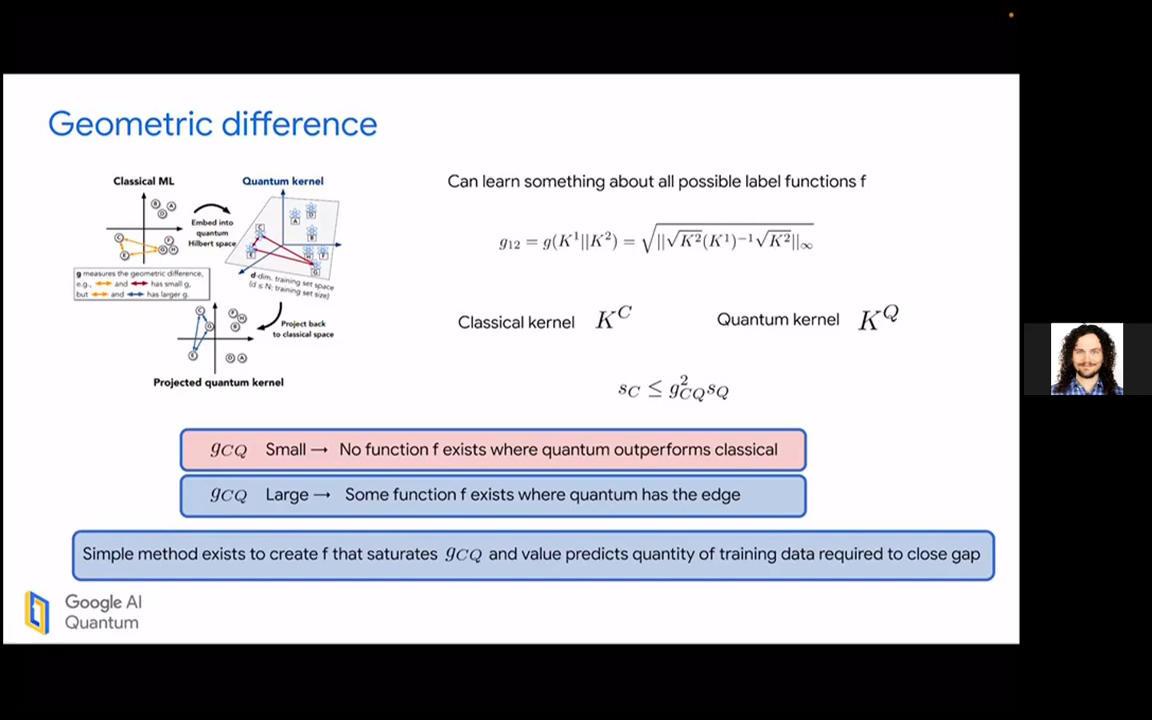 Geometric difference
Classical ML
Quantum kernel
Embed into
quantum
Hilbert space
g measures the geometric difference,
e.g., ⟷ and ⟷ has small g,
but ⟷ and ⟷ has larger g.
d-dim. training set space
(d ≤ N: training set size)
Project back
to classical space
Projected quantum kernel
Can learn something about all possible label functions f
g₁₂ = g(K¹||K²) = √(||√K²(K¹)⁻¹√K²||∞)
Classical kernel K^C
Quantum kernel K^Q
s_C ≤ g²_CQ s_Q
g_CQ Small → No function f exists where quantum outperforms classical
g_CQ Large → Some function f exists where quantum has the edge
Simple method exists to create f that saturates g_CQ and value predicts quantity of training data required to close gap
Google AI
Quantum